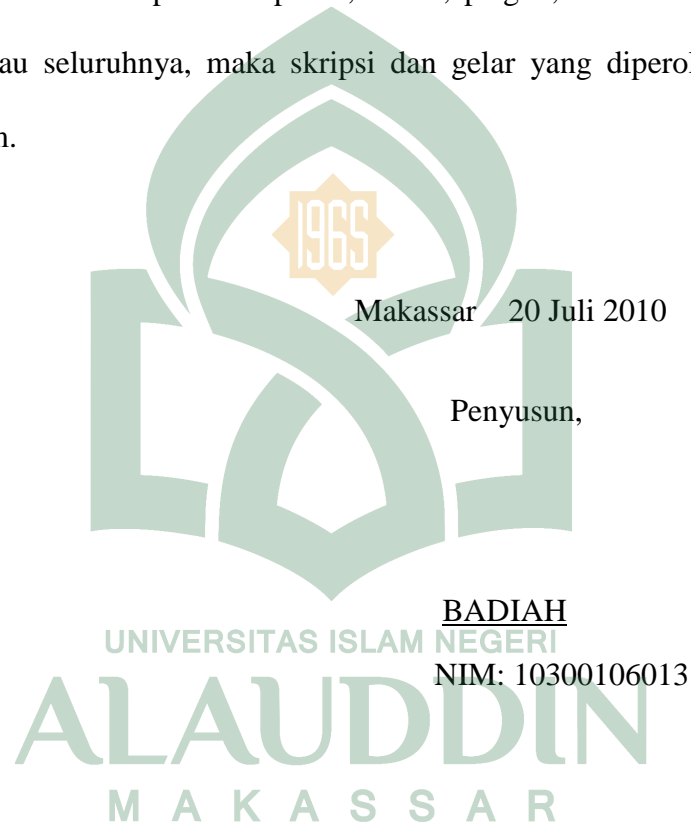 au seluruhnya, maka skripsi dan gelar yang diperol
n.
1965
Makassar 20 Juli 2010
Penyusun,
BADIAH
UNIVERSITAS ISLAM NEGERI
NIM: 10300106013
ALAUDDIN
MAKASSAR